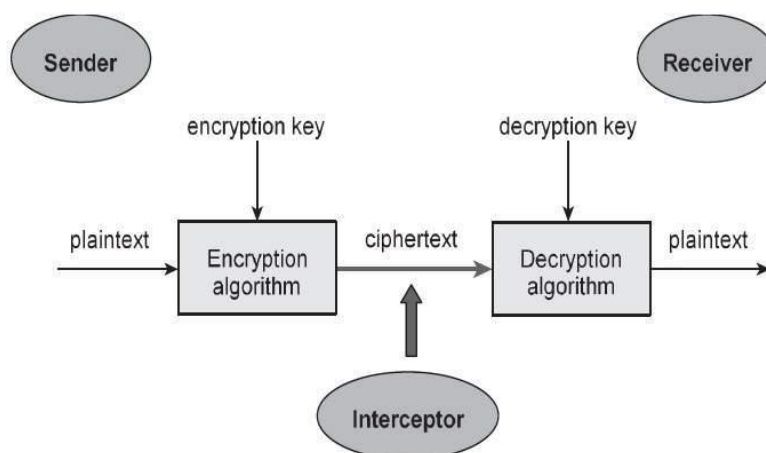 Sender
Receiver
encryption key
decryption key
plaintext
Encryption
algorithm
ciphertext
Decryption
algorithm
plaintext
Interceptor